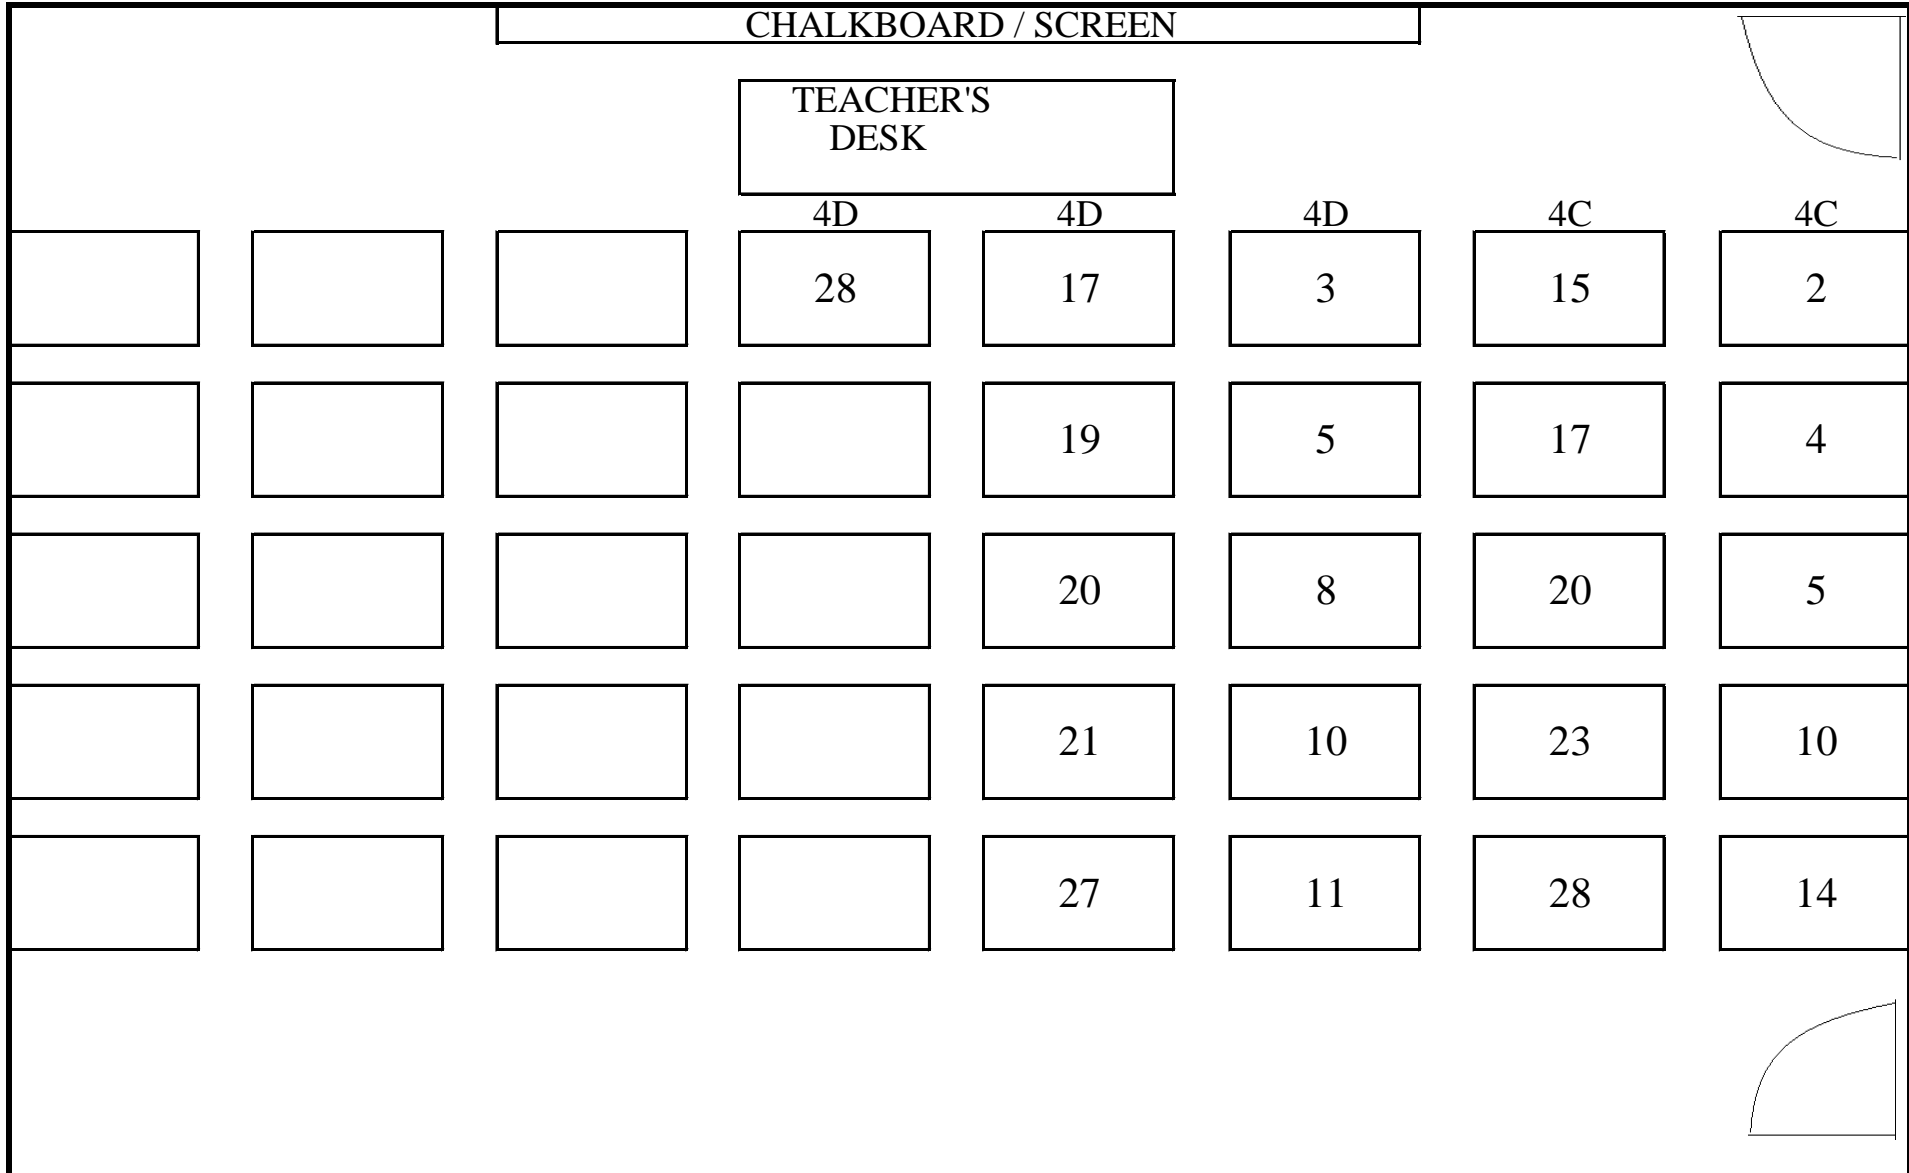 CHALKBOARD / SCREEN
TEACHER'S
DESK
4D 4D 4D 4C 4C
28 17 3 15 2
19 5 17 4
20 8 20 5
21 10 23 10
27 11 28 14